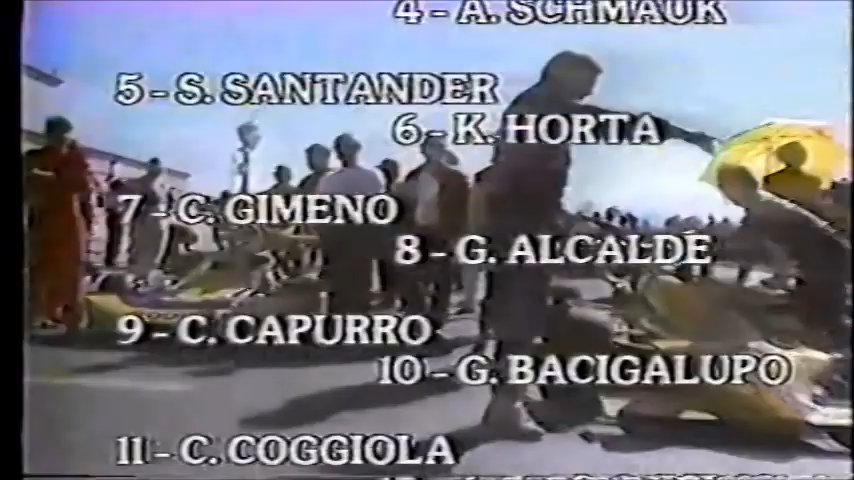 4 - A. SCHMAUK
5 - S. SANTANDER
6 - K. HORTA
7 - C. GIMENO
8 - G. ALCALDE
9 - C. CAPURRO
10 - G. BACIGALUPO
11 - C. COGGIOLA